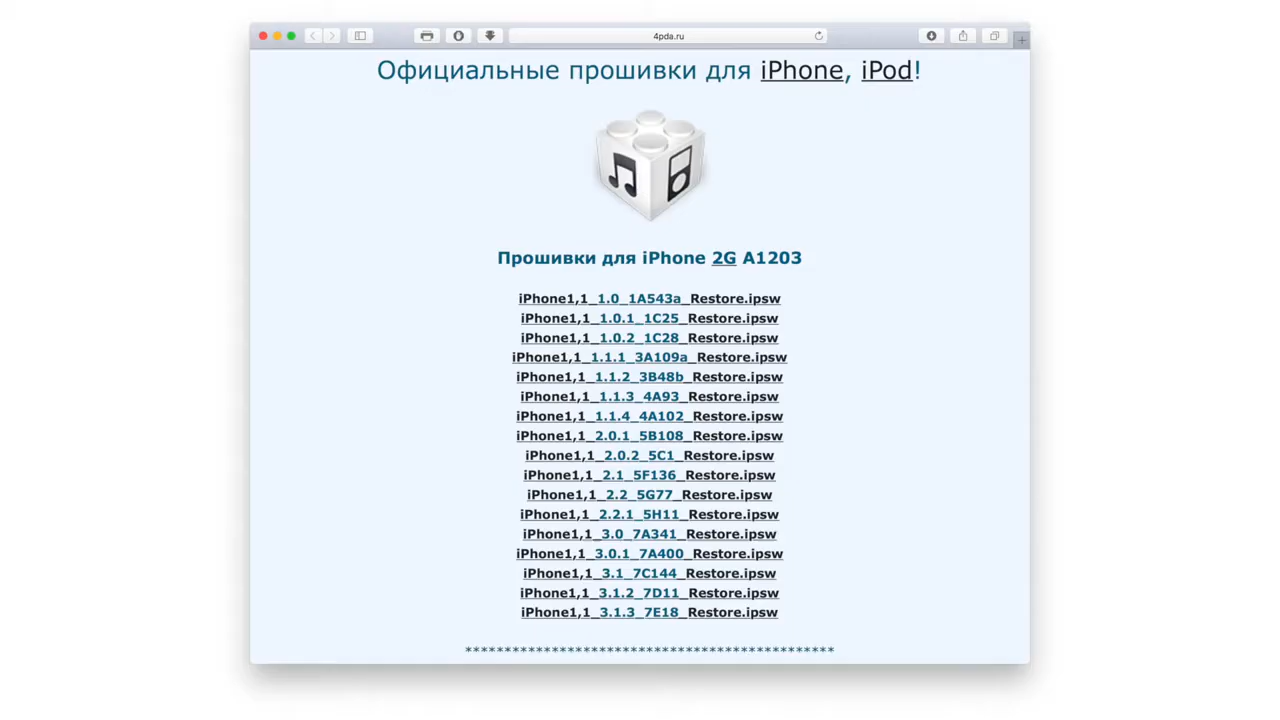 4pda.ru
Официальные прошивки для iPhone, iPod!
Прошивки для iPhone 2G A1203
iPhone1,1_1.0_1A543a_Restore.ipsw
iPhone1,1_1.0.1_1C25_Restore.ipsw
iPhone1,1_1.0.2_1C28_Restore.ipsw
iPhone1,1_1.1.1_3A109a_Restore.ipsw
iPhone1,1_1.1.2_3B48b_Restore.ipsw
iPhone1,1_1.1.3_4A93_Restore.ipsw
iPhone1,1_1.1.4_4A102_Restore.ipsw
iPhone1,1_2.0.1_5B108_Restore.ipsw
iPhone1,1_2.0.2_5C1_Restore.ipsw
iPhone1,1_2.1_5F136_Restore.ipsw
iPhone1,1_2.2_5G77_Restore.ipsw
iPhone1,1_2.2.1_5H11_Restore.ipsw
iPhone1,1_3.0_7A341_Restore.ipsw
iPhone1,1_3.0.1_7A400_Restore.ipsw
iPhone1,1_3.1_7C144_Restore.ipsw
iPhone1,1_3.1.2_7D11_Restore.ipsw
iPhone1,1_3.1.3_7E18_Restore.ipsw
***********************************************